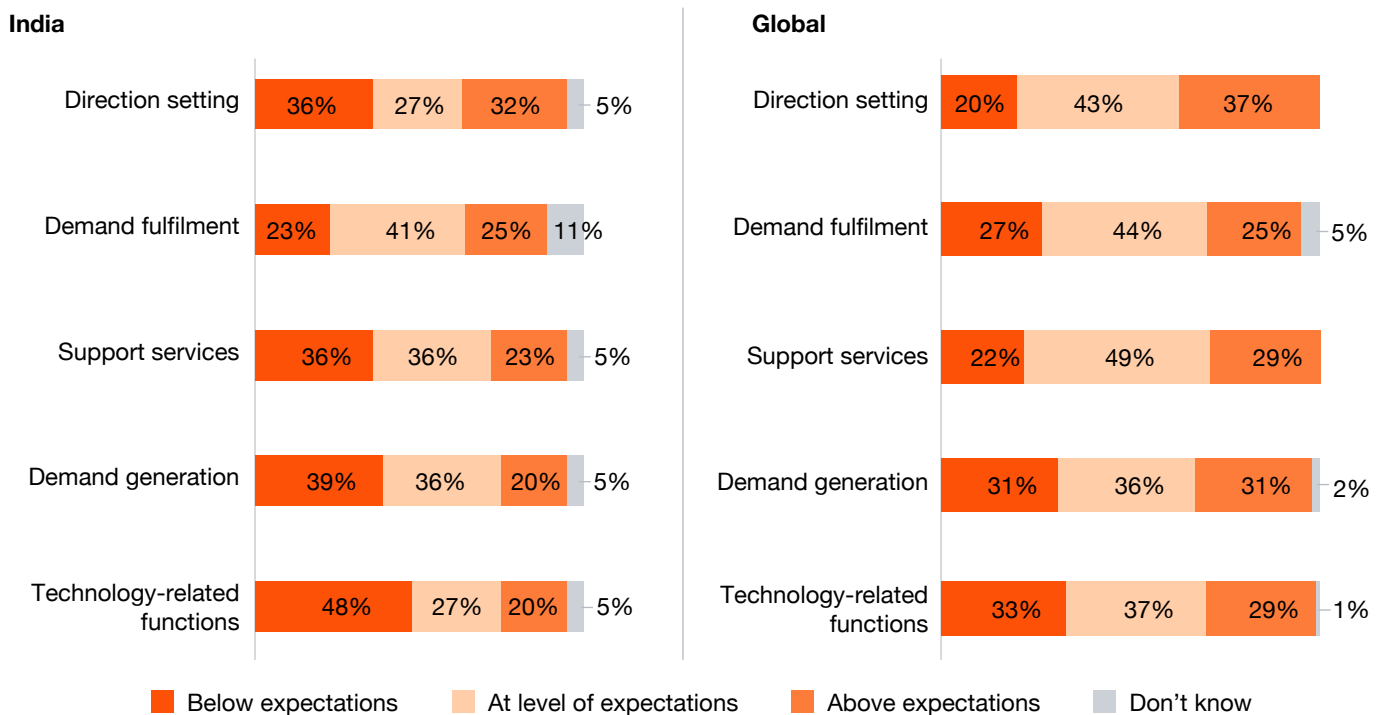 India
Direction setting
36% 27% 32% 5%
Demand fulfilment
23% 41% 25% 11%
Support services
36% 36% 23% 5%
Demand generation
39% 36% 20% 5%
Technology-related
functions
48% 27% 20% 5%
Global
Direction setting
20% 43% 37%
Demand fulfilment
27% 44% 25% 5%
Support services
22% 49% 29%
Demand generation
31% 36% 31% 2%
Technology-related
functions
33% 37% 29% 1%
Below expectations
At level of expectations
Above expectations
Don't know